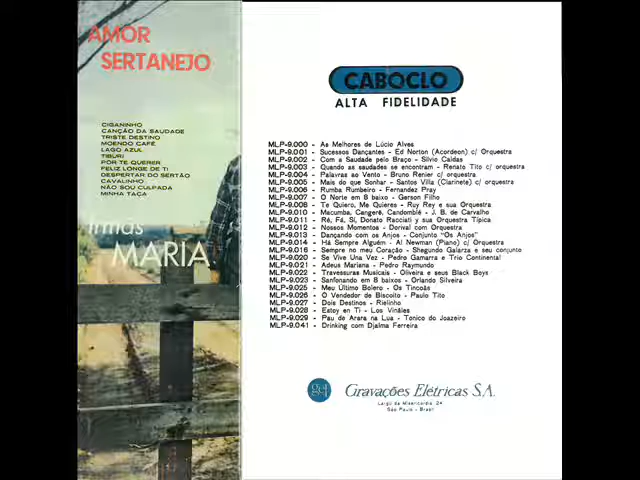 AMOR
SERTANEJO
CIGANINHO
CANÇÃO DA SAUDADE
TRISTE DESTINO
MOENDO CAFÉ
LAGO AZUL
TIBURI
POR TE QUERER
FELIZ LONGE DE TI
DESPERTAR DO SERTÃO
CAVALINHO
NÃO SOU CULPADA
MINHA TAÇA
Irmãs
MARIA
CABOCLO
ALTA FIDELIDADE
MLP-9.000 - As Melhores de Lúcio Alves
MLP-9.001 - Sucessos Dançantes - Ed Norton (Acordeon) c/ Orquestra
MLP-9.002 - Com a Saudade pelo Braço - Silvio Caldas
MLP-9.003 - Quando as saudades se encontram - Renato Tito c/ orquestra
MLP-9.004 - Palavras ao Vento - Bruno Renier c/ orquestra.
MLP-9.005 - Mais do que Sonhar - Santos Villa (Clarinete) c/ orquestra
MLP-9.006 - Rumba Rumbeiro - Fernandez Pray
MLP-9.007 - O Norte em 8 baixo - Gerson Filho
MLP-9.008 - Te Quiero, Me Quieres - Ruy Rey e sua Orquestra
MLP-9.010 - Macumba, Cangerê, Candomblé - J. B. de Carvalho
MLP-9.011 - Ré, Fá, Sí, Donato Racciati y sua Orquestra Típica
MLP-9.012 - Nossos Momentos - Dorival com Orquestra
MLP-9.013 - Dançando com os Anjos - Conjunto "Os Anjos"
MLP-9.014 - Há Sempre Alguém - Al Newman (Piano) c/ Orquestra
MLP-9.016 - Sempre no meu Coração - Shegundo Galarza e seu conjunto
MLP-9.020 - Se Vive Una Vez - Pedro Gamarra e Trio Continental
MLP-9.021 - Adeus Mariana - Pedro Raymundo
MLP-9.022 - Travessuras Musicais - Oliveira e seus Black Boys
MLP-9.023 - Sanfonando em 8 baixos - Orlando Silveira
MLP-9.025 - Meu Último Bolero - Os Tincoãs
MLP-9.026 - O Vendedor de Biscoito - Paulo Tito
MLP-9.027 - Dois Destinos - Rielinho
MLP-9.028 - Estoy en Ti - Los Vináles
MLP-9.029 - Pau de Arara na Lua - Tonico do Joazeiro
MLP-9.041 - Drinking com Djalma Ferreira
Gravações Elétricas S.A.
Largo da Misericórdia, 24
São Paulo - Brasil